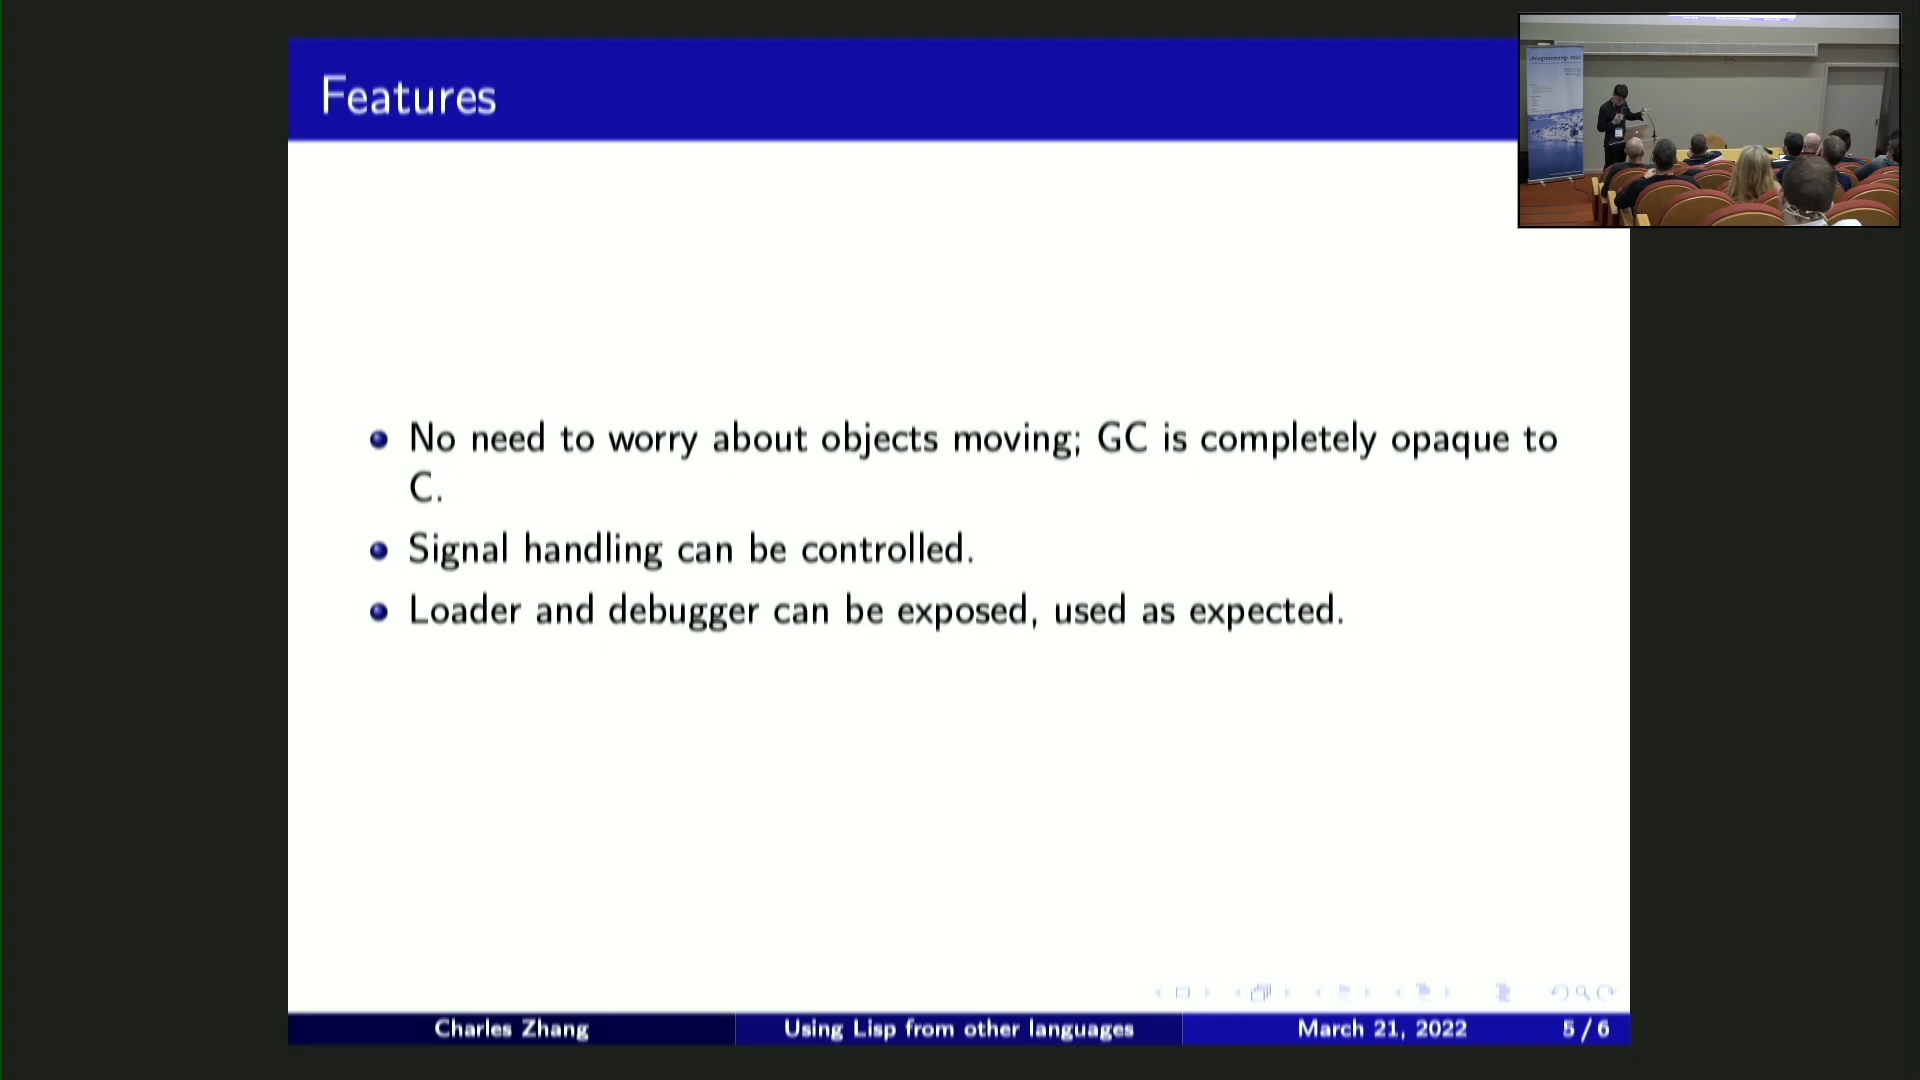 Features
No need to worry about objects moving; GC is completely opaque to
C.
Signal handling can be controlled.
Loader and debugger can be exposed, used as expected.
Charles Zhang
Using Lisp from other languages
March 21, 2022
5 / 6
‹Programming› 2022